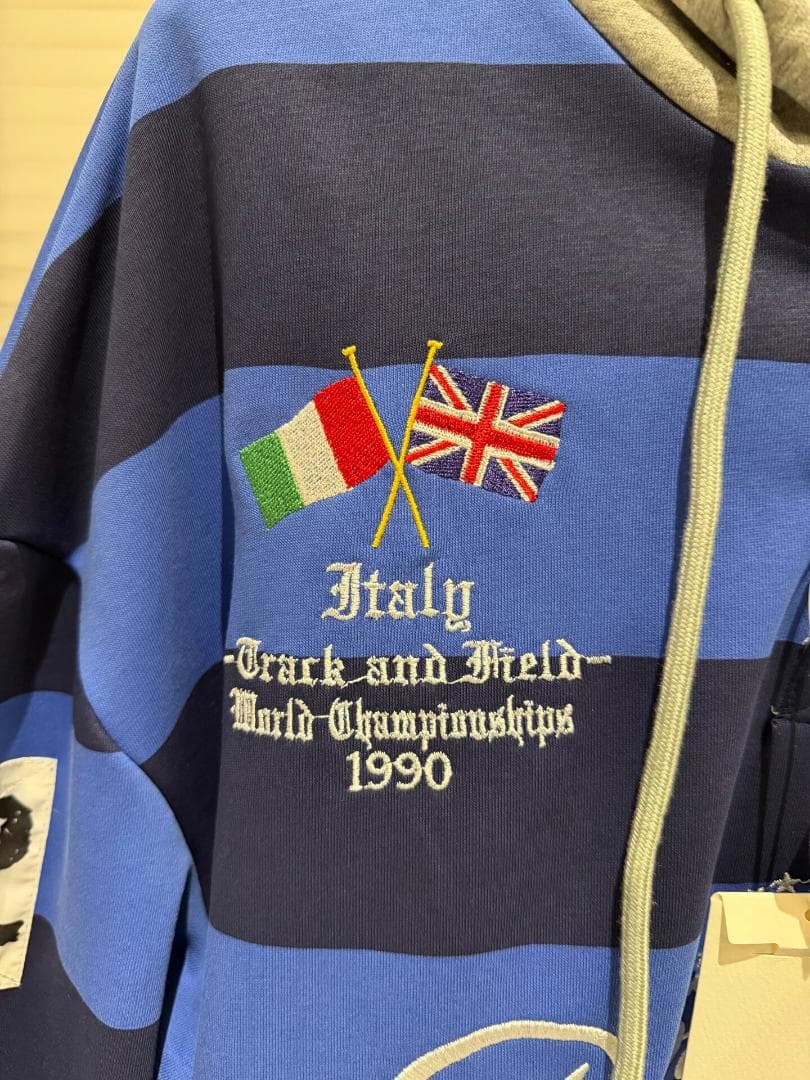 Italy
Track and Field
World Championships
1990